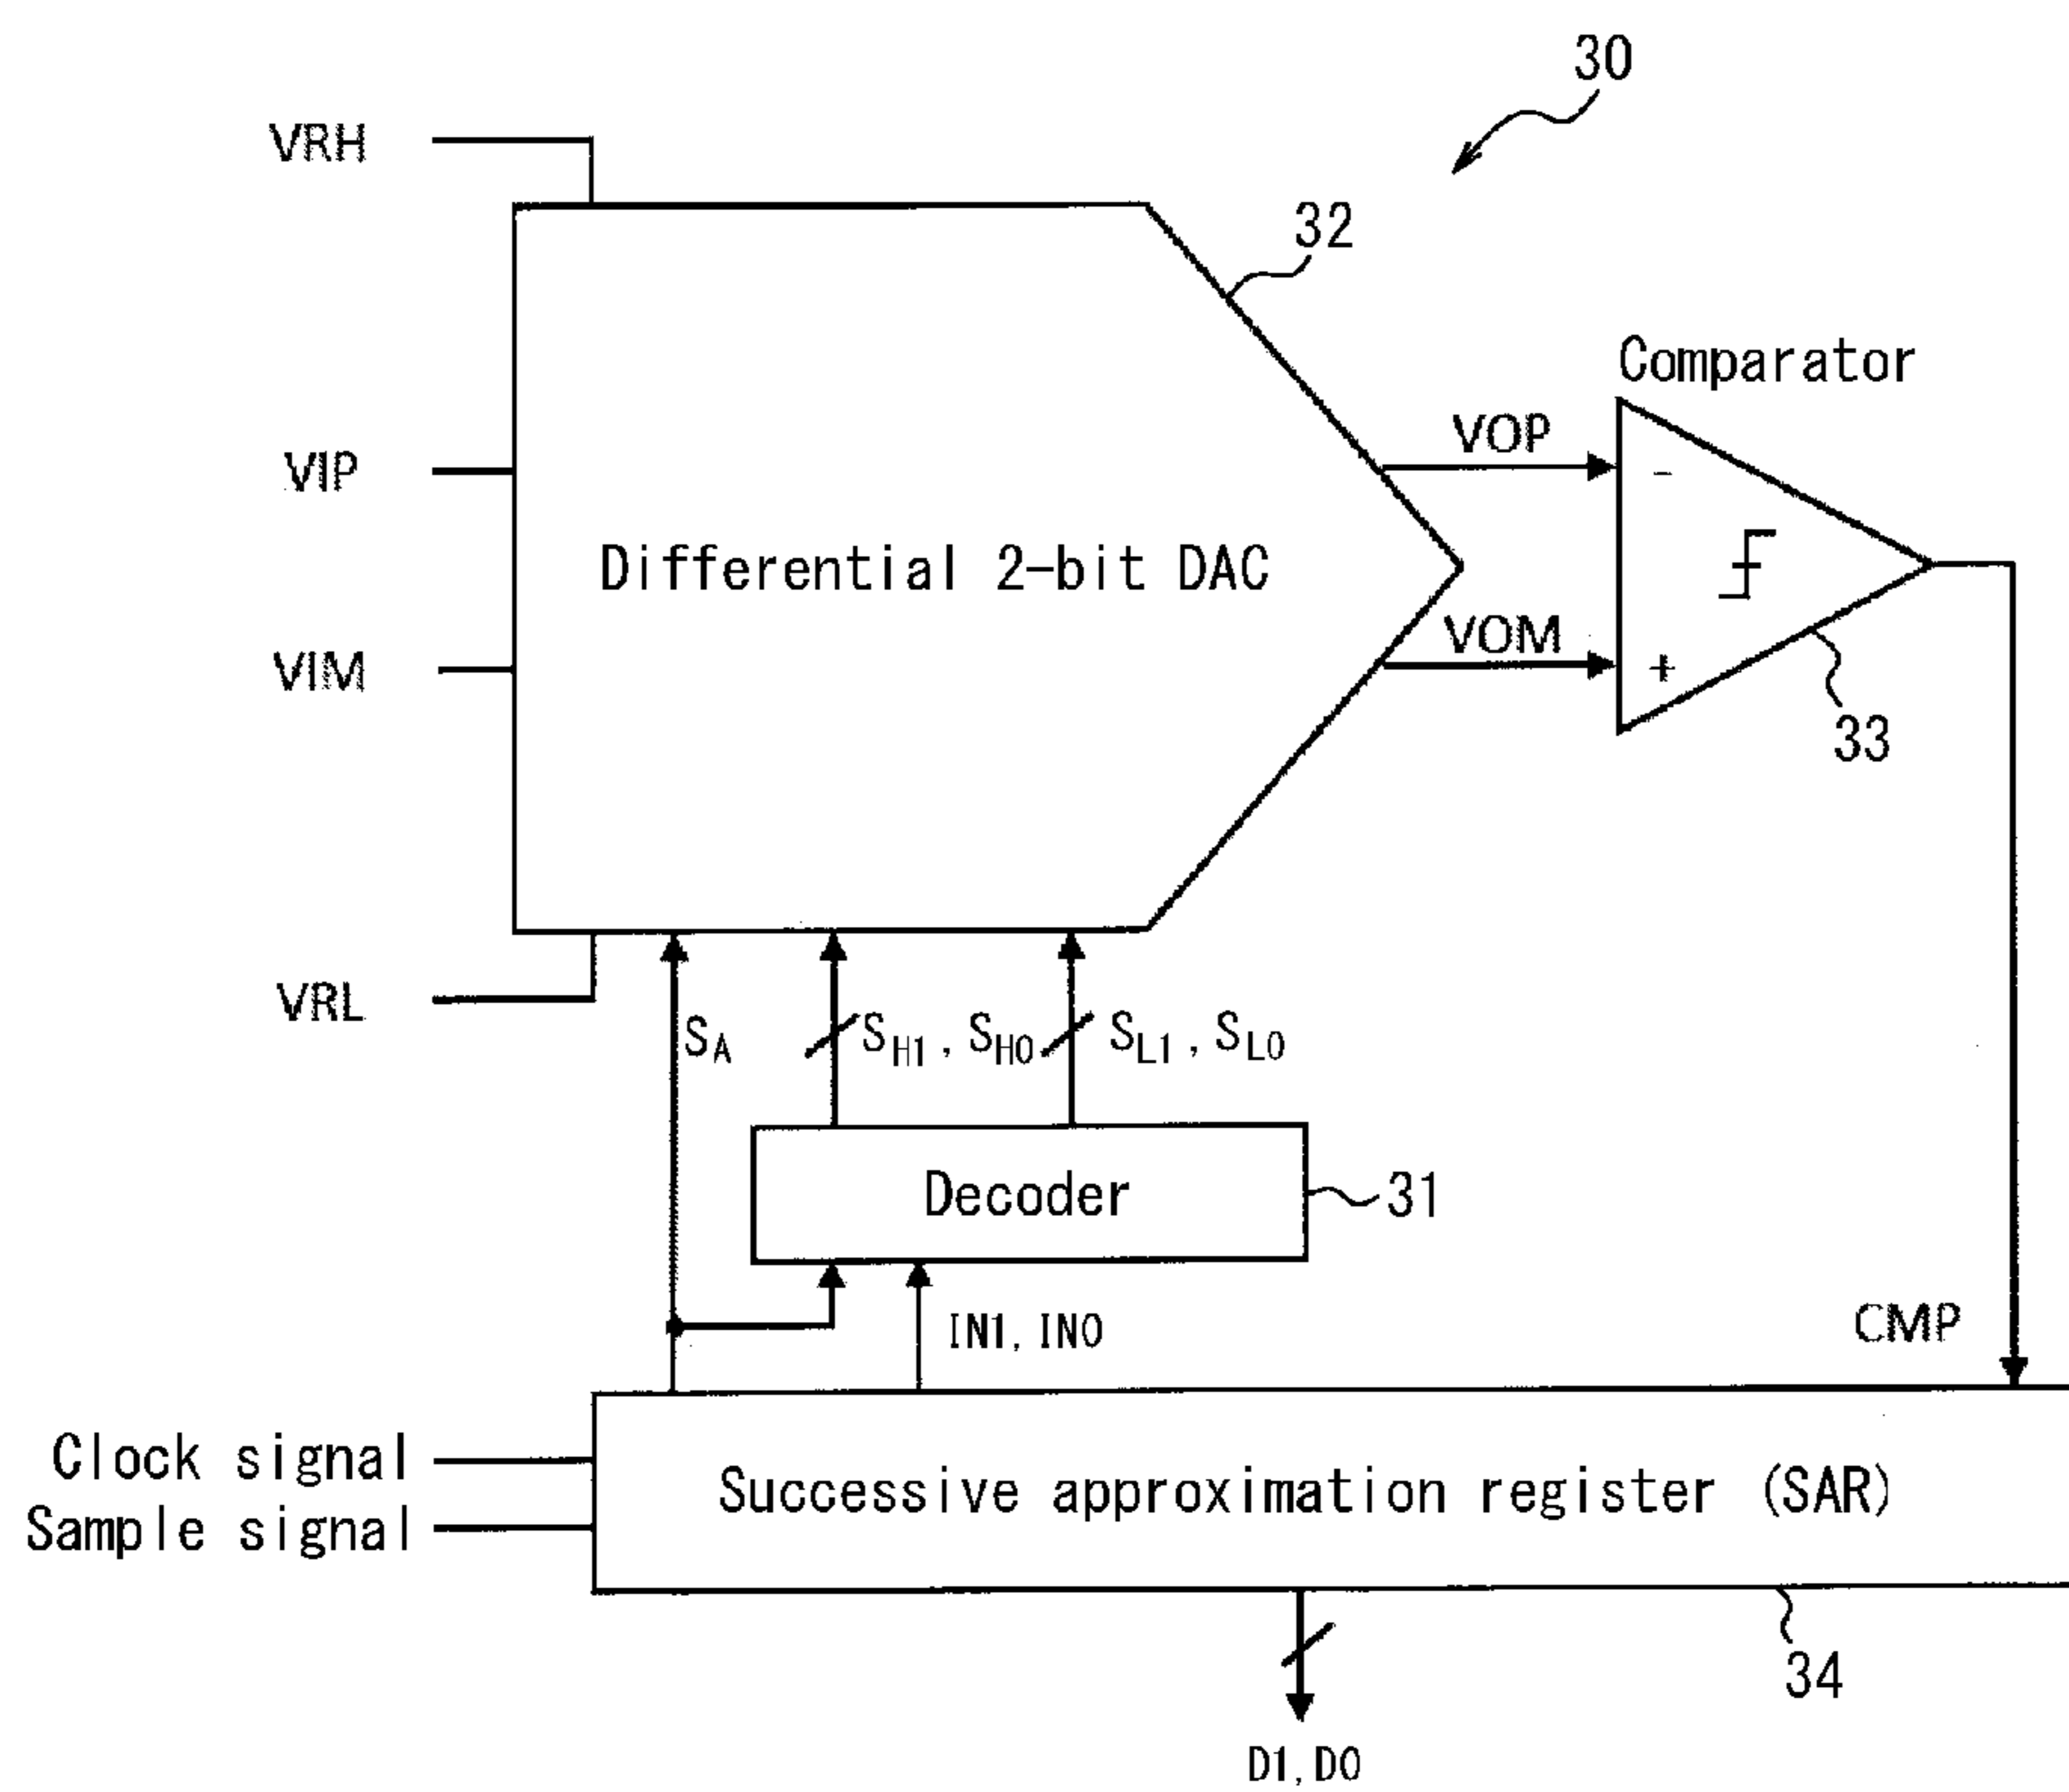 30
VRH
32
Comparator
VIP
VOP
-
Differential 2-bit DAC
VOM
VIM
+
33
VRL
SA
SH1, SH0
SL1, SL0
Decoder
31
IN1, IN0
CMP
Clock signal
Sample signal
Successive approximation register (SAR)
34
D1, D0